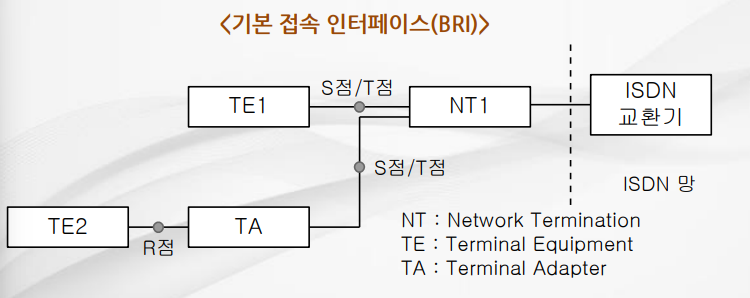 <기본 접속 인터페이스(BRI)>
S점/T점
TE1
NT1
ISDN
교환기
S점/T점
ISDN 망
TE2
R점
TA
NT : Network Termination
TE : Terminal Equipment
TA : Terminal Adapter